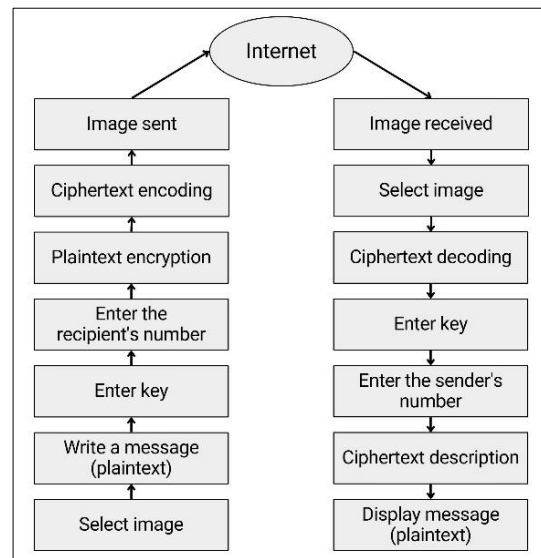 Internet
Image sent
Ciphertext encoding
Plaintext encryption
Enter the
recipient's number
Enter key
Write a message
(plaintext)
Select image
Image received
Select image
Ciphertext decoding
Enter key
Enter the sender's
number
Ciphertext description
Display message
(plaintext)